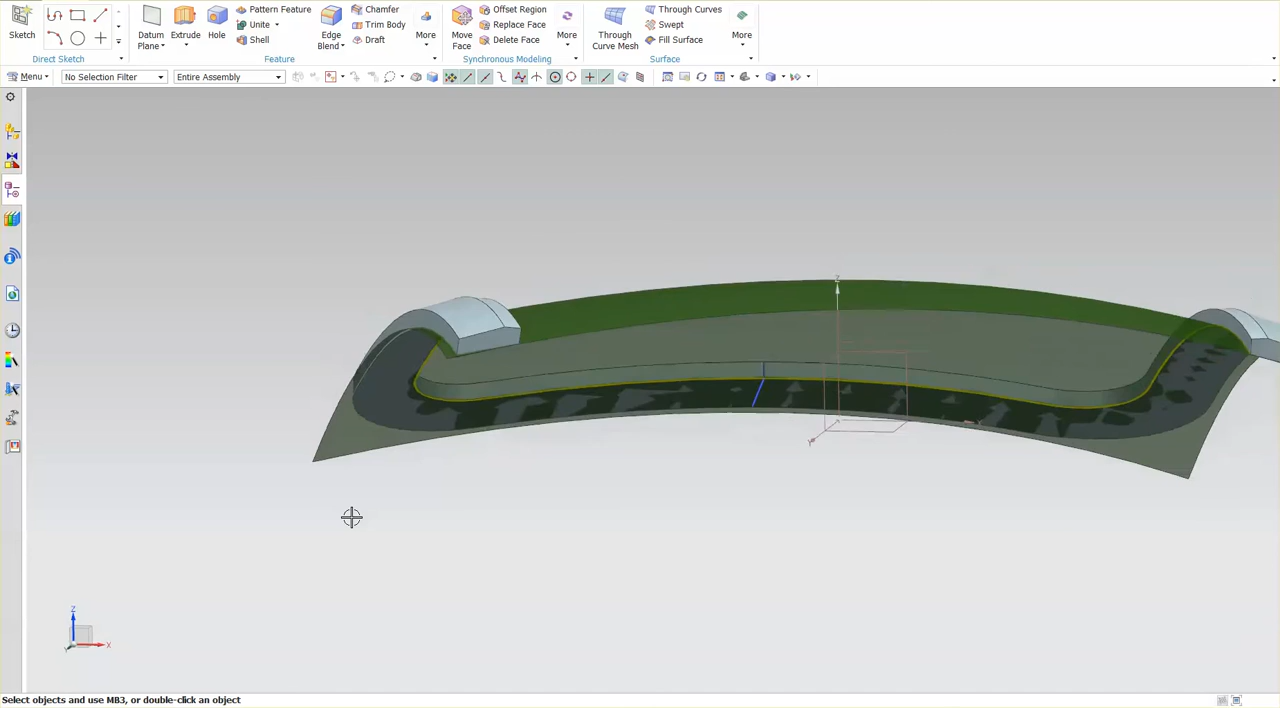 Sketch
Direct Sketch
Datum Plane
Extrude
Hole
Pattern Feature
Unite
Shell
Edge Blend
Chamfer
Trim Body
Draft
More
Feature
Move Face
Offset Region
Replace Face
Delete Face
More
Synchronous Modeling
Through Curve Mesh
Through Curves
Swept
Fill Surface
More
Surface
Menu
No Selection Filter
Entire Assembly
Z
Y
Z
X
Y
Select objects and use MB3, or double-click an object